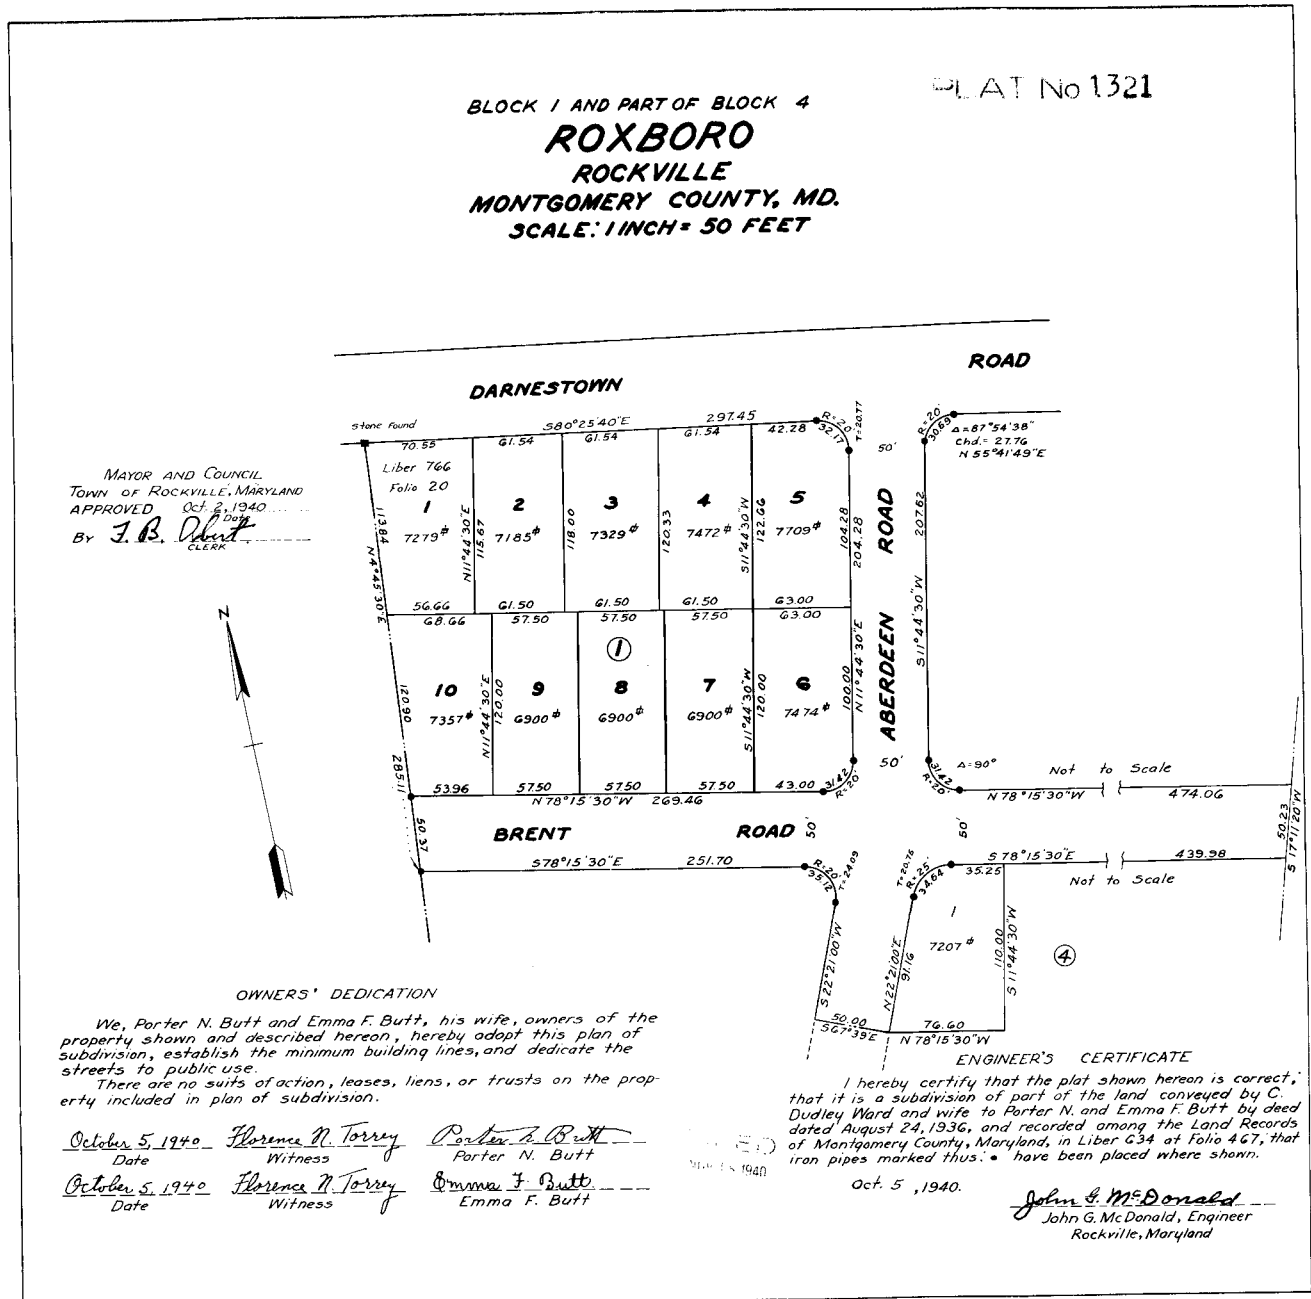 PLAT No 1321
BLOCK 1 AND PART OF BLOCK 4
ROXBORO
ROCKVILLE
MONTGOMERY COUNTY, MD.
SCALE: 1 INCH = 50 FEET
DARNESTOWN ROAD
Stone Found
S80°25'40"E 297.45
70.55 61.54 61.54 61.54 42.28
R=20' 32.17 T=20.77
50'
R=20' 30.69
Δ=87°54'38"
Chd.= 27.76
N 55°41'49"E
MAYOR AND COUNCIL
TOWN OF ROCKVILLE, MARYLAND
APPROVED Oct. 2, 1940
Date
BY F. B. Abert
CLERK
Liber 766
Folio 20
1 2 3 4 5
7279# 7185# 7329# 7472# 7709#
113.84
N4°45'30"E
N11°44'30"E
115.67
118.00
120.33
S11°44'30"W
122.66
104.28
204.28
ABERDEEN ROAD
207.62
S11°44'30"W
56.66 61.50 61.50 61.50 63.00
68.66 57.50 57.50 57.50 63.00
1
N
10 9 8 7 6
7357# 6900# 6900# 6900# 7474#
120.90
N11°44'30"E
120.00
S11°44'30"W
120.00
100.00
N11°44'30"E
285.11
53.96 57.50 57.50 57.50 43.00
31.42 R=20'
50'
31.42 R=20'
Δ=90°
N 78°15'30"W 269.46
Not to Scale
N 78°15'30"W 474.06
50.23
S 17°11'20"W
50.37
BRENT ROAD
50' 50'
S78°15'30"E 251.70
R=20' 35.12 T=24.09
T=20.76 R=25' 34.64
S 78°15'30"E 439.98
35.25
Not to Scale
1
7207#
S 22°21'00"W
N 22°21'00"E
91.16
110.00
S 11°44'30"W
4
50.00
S67°39'E
76.60
N 78°15'30"W
OWNERS' DEDICATION
We, Porter N. Butt and Emma F. Butt, his wife, owners of the
property shown and described hereon, hereby adopt this plan of
subdivision, establish the minimum building lines, and dedicate the
streets to public use.
There are no suits of action, leases, liens, or trusts on the prop-
erty included in plan of subdivision.
October 5, 1940 Florence N. Torrey Porter N. Butt
Date Witness Porter N. Butt
October 5, 1940 Florence N. Torrey Emma F. Butt
Date Witness Emma F. Butt
1940
ENGINEER'S CERTIFICATE
I hereby certify that the plat shown hereon is correct;
that it is a subdivision of part of the land conveyed by C.
Dudley Ward and wife to Porter N. and Emma F. Butt by deed
dated August 24, 1936, and recorded among the Land Records
of Montgomery County, Maryland, in Liber 634 at Folio 467; that
iron pipes marked thus: • have been placed where shown.
Oct. 5, 1940.
John G. McDonald
John G. McDonald, Engineer
Rockville, Maryland